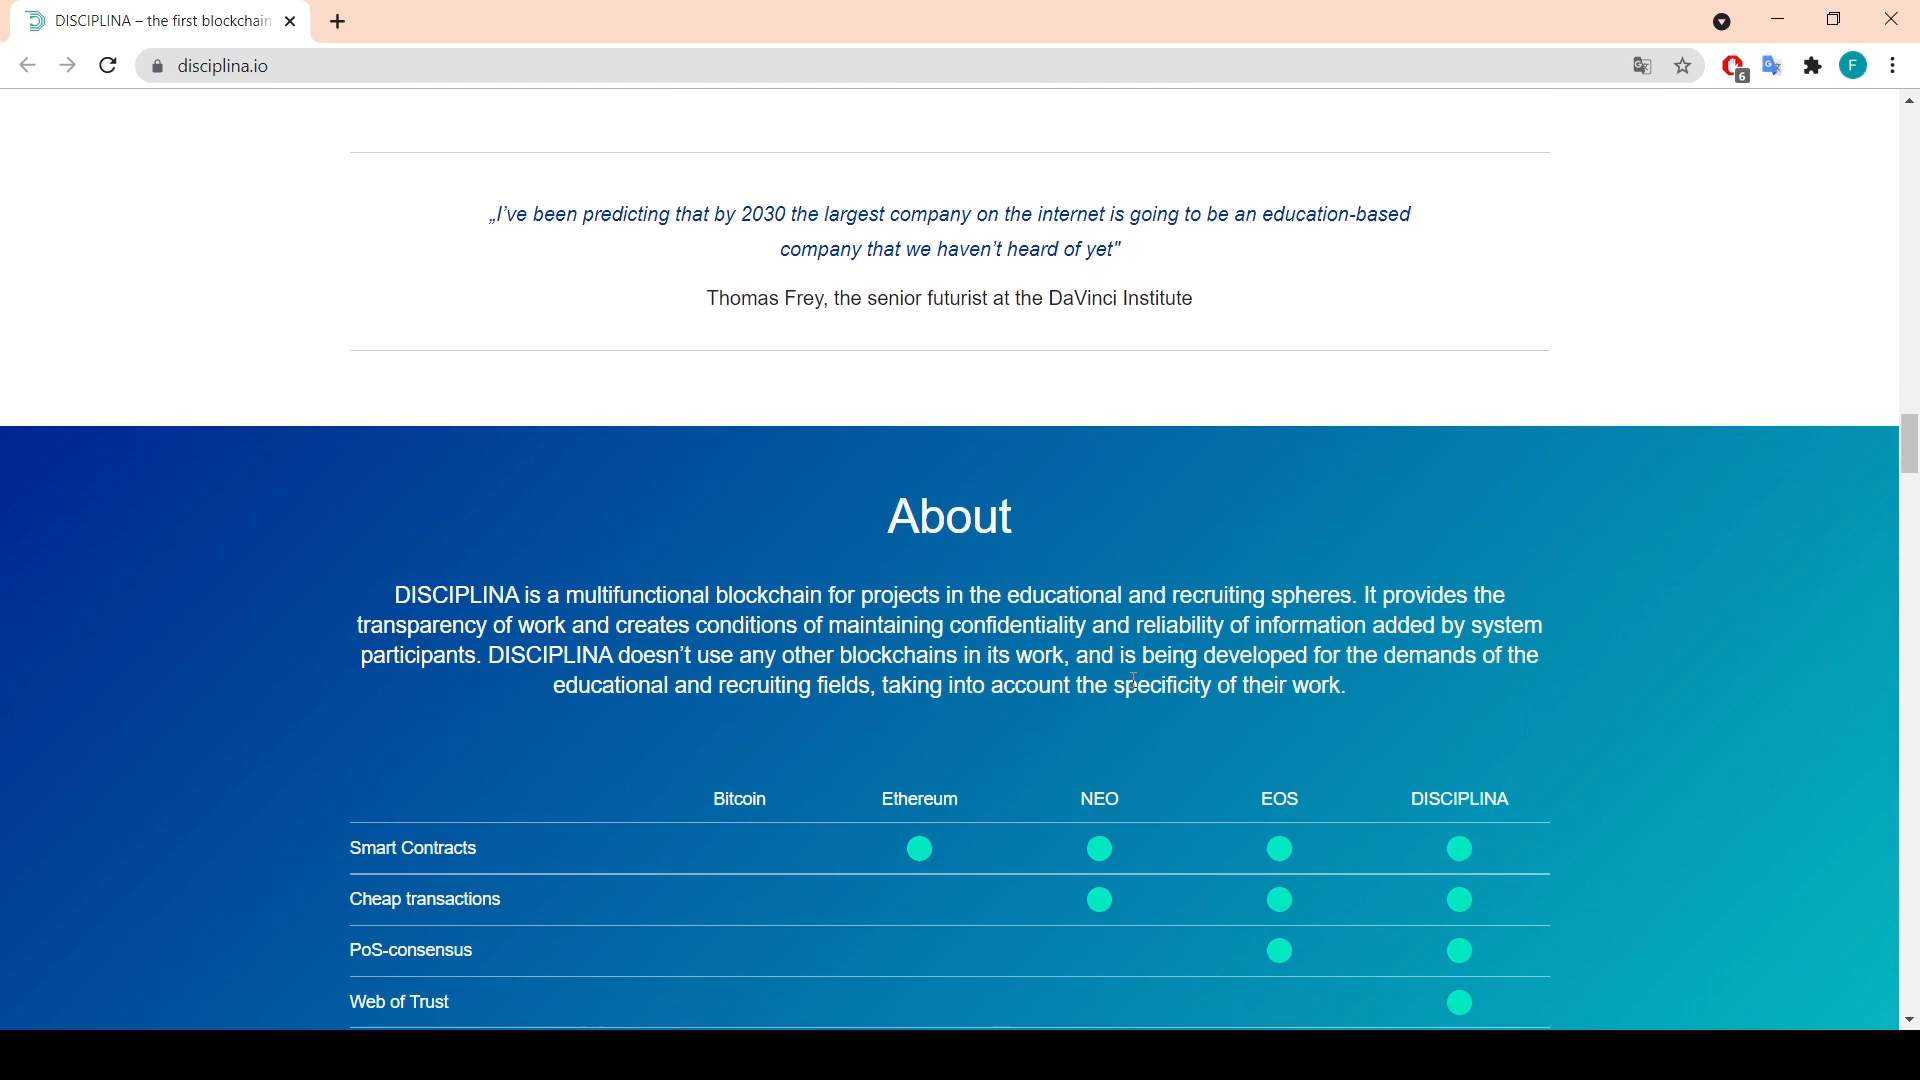 DISCIPLINA – the first blockchain
disciplina.io
6
F
„I've been predicting that by 2030 the largest company on the internet is going to be an education-based
company that we haven't heard of yet"
Thomas Frey, the senior futurist at the DaVinci Institute
About
DISCIPLINA is a multifunctional blockchain for projects in the educational and recruiting spheres. It provides the
transparency of work and creates conditions of maintaining confidentiality and reliability of information added by system
participants. DISCIPLINA doesn't use any other blockchains in its work, and is being developed for the demands of the
educational and recruiting fields, taking into account the specificity of their work.
Bitcoin Ethereum NEO EOS DISCIPLINA
Smart Contracts
Cheap transactions
PoS-consensus
Web of Trust